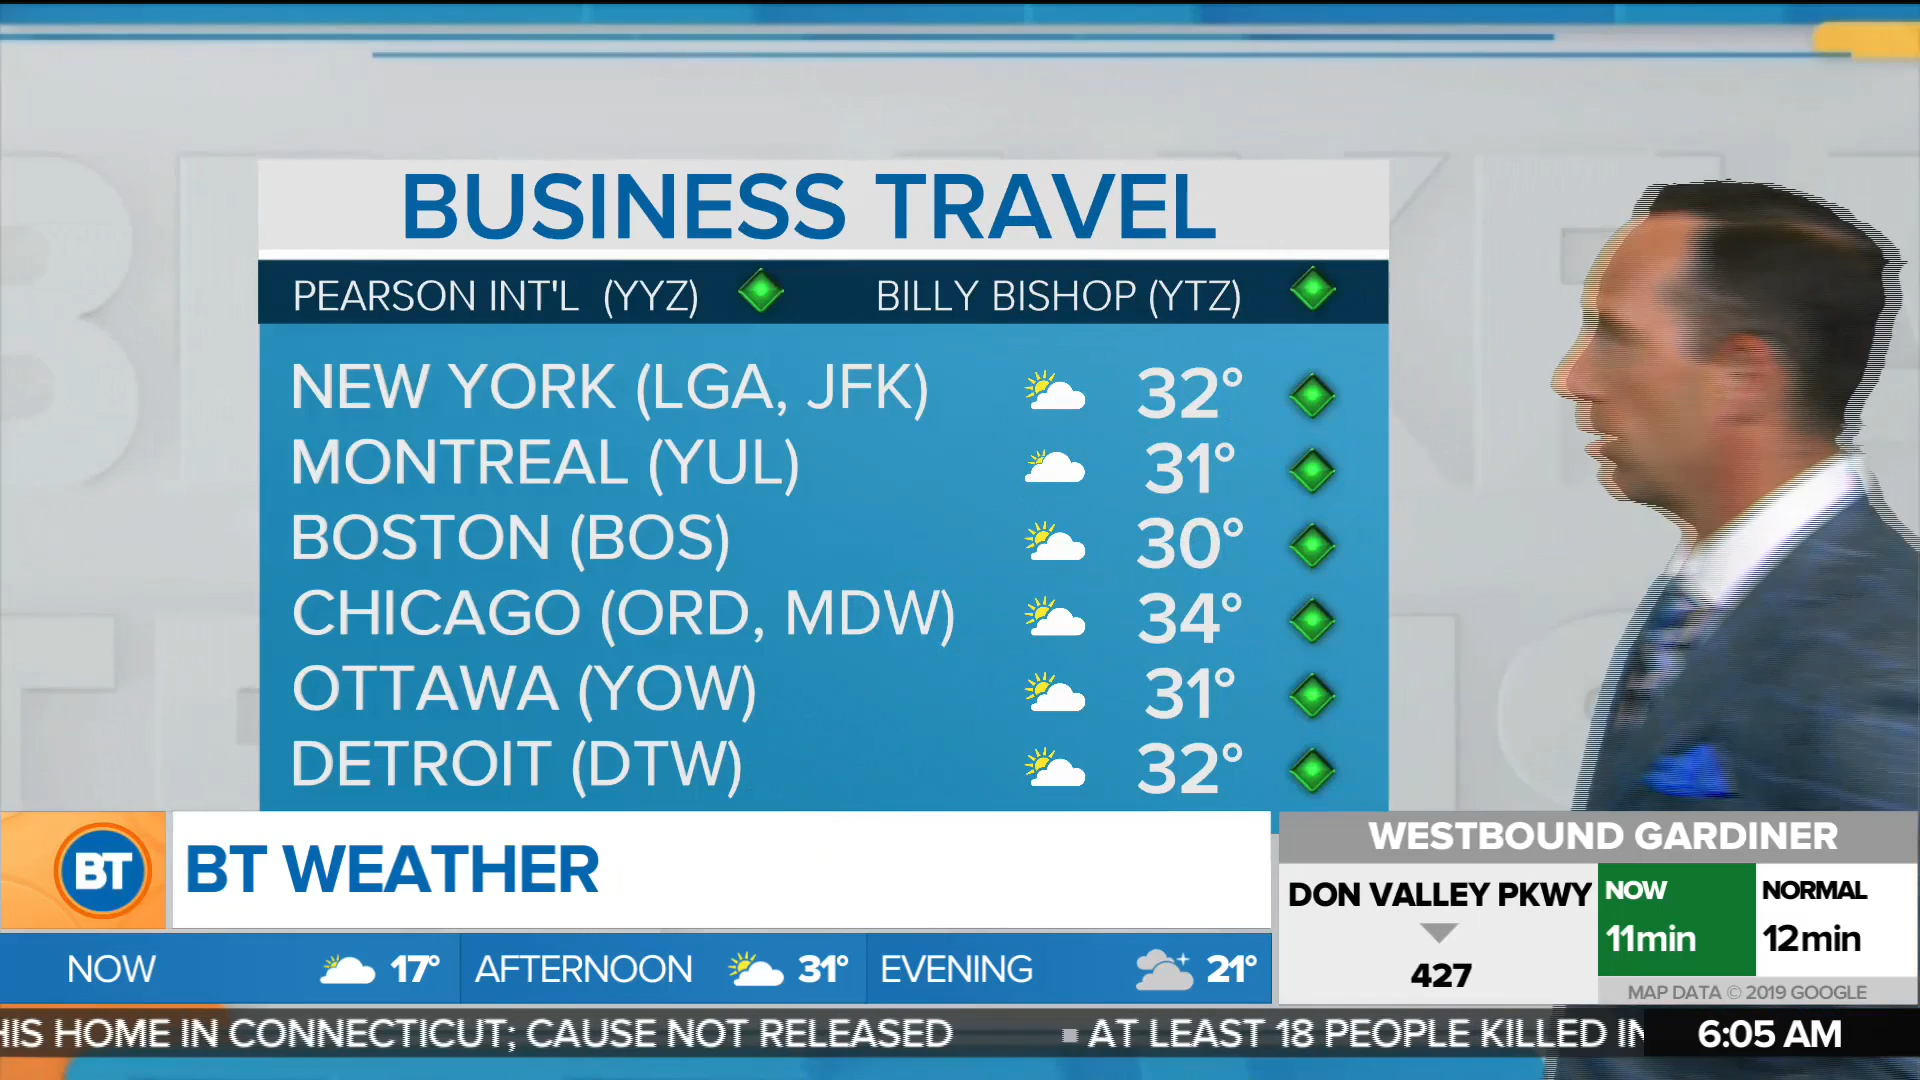 BUSINESS TRAVEL
PEARSON INT'L (YYZ) BILLY BISHOP (YTZ)
NEW YORK (LGA, JFK) 32°
MONTREAL (YUL) 31°
BOSTON (BOS) 30°
CHICAGO (ORD, MDW) 34°
OTTAWA (YOW) 31°
DETROIT (DTW) 32°
BT BT WEATHER
WESTBOUND GARDINER
DON VALLEY PKWY
427
NOW
11min
NORMAL
12min
MAP DATA © 2019 GOOGLE
NOW 17° AFTERNOON 31° EVENING 21°
HIS HOME IN CONNECTICUT; CAUSE NOT RELEASED ■ AT LEAST 18 PEOPLE KILLED IN
6:05 AM